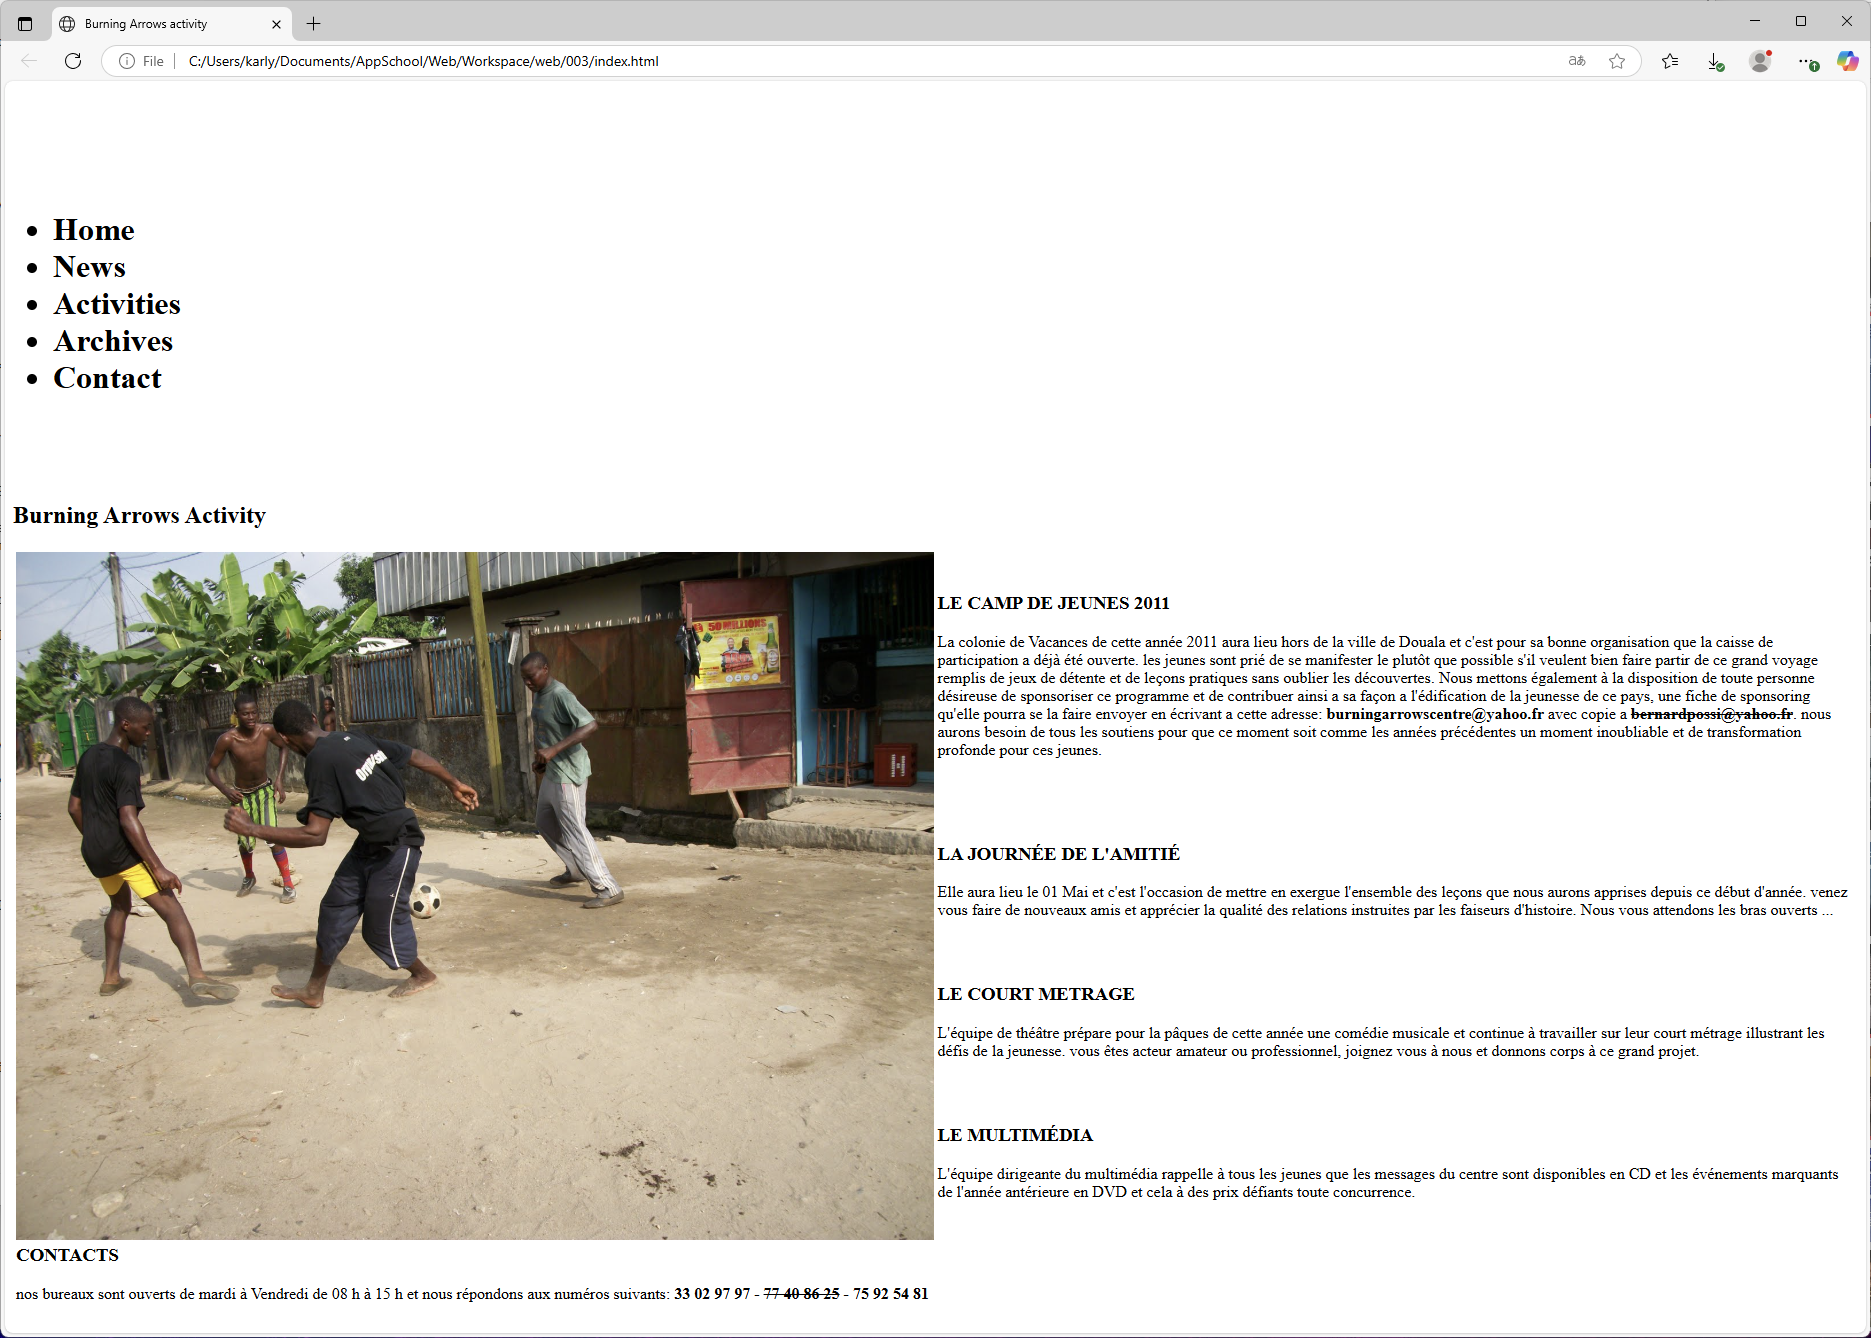 Burning Arrows activity
File
C:/Users/karly/Documents/AppSchool/Web/Workspace/web/003/index.html
Home
News
Activities
Archives
Contact
Burning Arrows Activity
50 MILLIONS
LE CAMP DE JEUNES 2011
La colonie de Vacances de cette année 2011 aura lieu hors de la ville de Douala et c'est pour sa bonne organisation que la caisse de
participation a déjà été ouverte. les jeunes sont prié de se manifester le plutôt que possible s'il veulent bien faire partir de ce grand voyage
remplis de jeux de détente et de leçons pratiques sans oublier les découvertes. Nous mettons également à la disposition de toute personne
désireuse de sponsoriser ce programme et de contribuer ainsi a sa façon a l'édification de la jeunesse de ce pays, une fiche de sponsoring
qu'elle pourra se la faire envoyer en écrivant a cette adresse: burningarrowscentre@yahoo.fr avec copie a bernardpossi@yahoo.fr. nous
aurons besoin de tous les soutiens pour que ce moment soit comme les années précédentes un moment inoubliable et de transformation
profonde pour ces jeunes.
LA JOURNÉE DE L'AMITIÉ
Elle aura lieu le 01 Mai et c'est l'occasion de mettre en exergue l'ensemble des leçons que nous aurons apprises depuis ce début d'année. venez
vous faire de nouveaux amis et apprécier la qualité des relations instruites par les faiseurs d'histoire. Nous vous attendons les bras ouverts ...
LE COURT METRAGE
L'équipe de théâtre prépare pour la pâques de cette année une comédie musicale et continue à travailler sur leur court métrage illustrant les
défis de la jeunesse. vous êtes acteur amateur ou professionnel, joignez vous à nous et donnons corps à ce grand projet.
LE MULTIMÉDIA
L'équipe dirigeante du multimédia rappelle à tous les jeunes que les messages du centre sont disponibles en CD et les événements marquants
de l'année antérieure en DVD et cela à des prix défiants toute concurrence.
CONTACTS
nos bureaux sont ouverts de mardi à Vendredi de 08 h à 15 h et nous répondons aux numéros suivants: 33 02 97 97 - 77 40 86 25 - 75 92 54 81